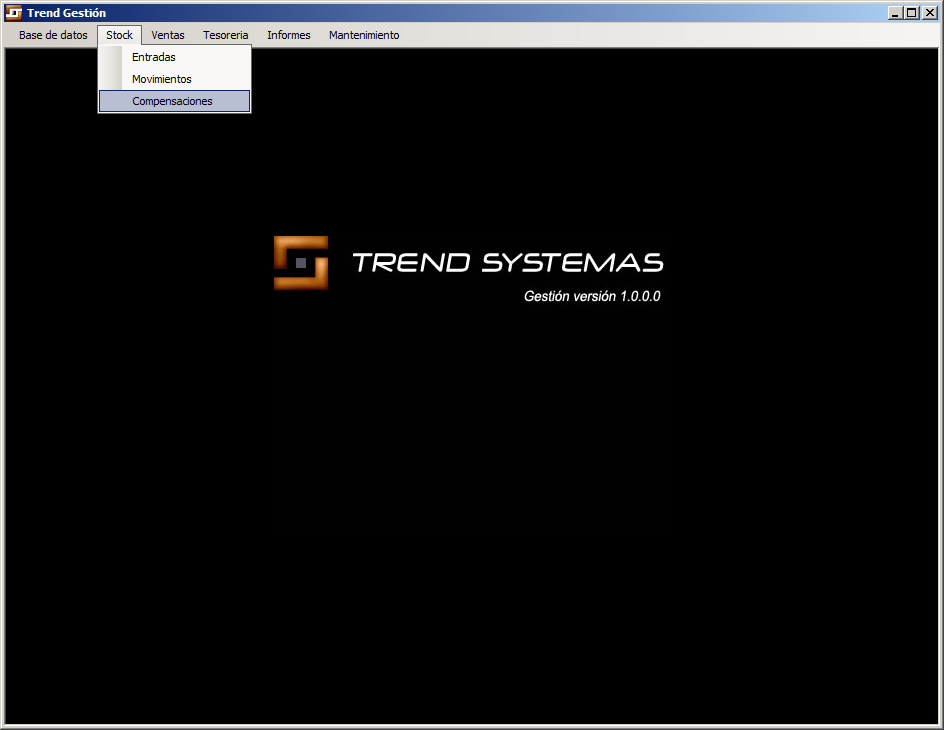 Trend Gestión
Base de datos Stock Ventas Tesoreria Informes Mantenimiento
Entradas
Movimientos
Compensaciones
TREND SYSTEMAS
Gestión versión 1.0.0.0